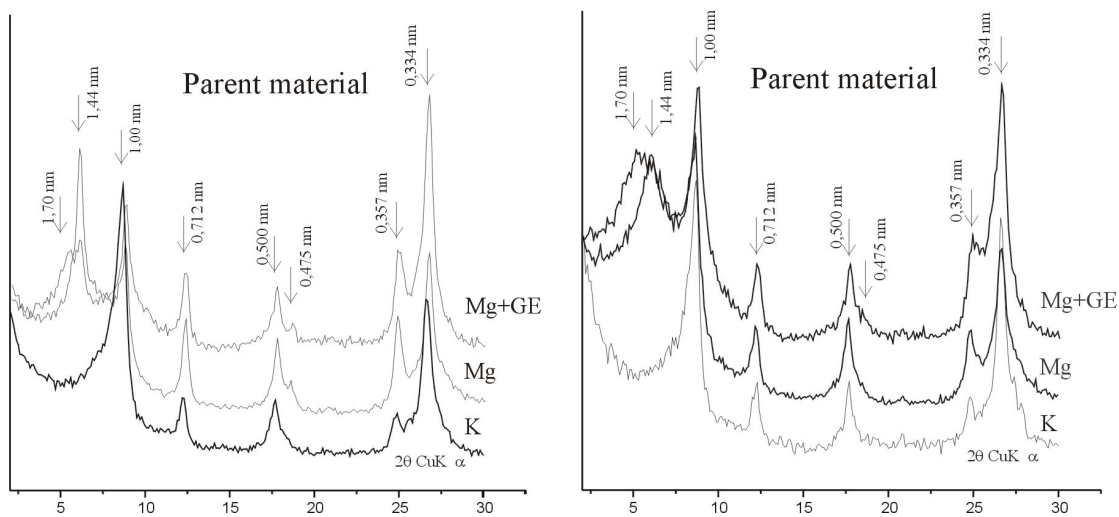 Parent material
1,70 nm
1,44 nm
1,00 nm
0,712 nm
0,500 nm
0,475 nm
0,357 nm
0,334 nm
Mg+GE
Mg
K
2θ CuK α
5 10 15 20 25 30
Parent material
1,70 nm
1,44 nm
1,00 nm
0,712 nm
0,500 nm
0,475 nm
0,357 nm
0,334 nm
Mg+GE
Mg
K
2θ CuK α
5 10 15 20 25 30